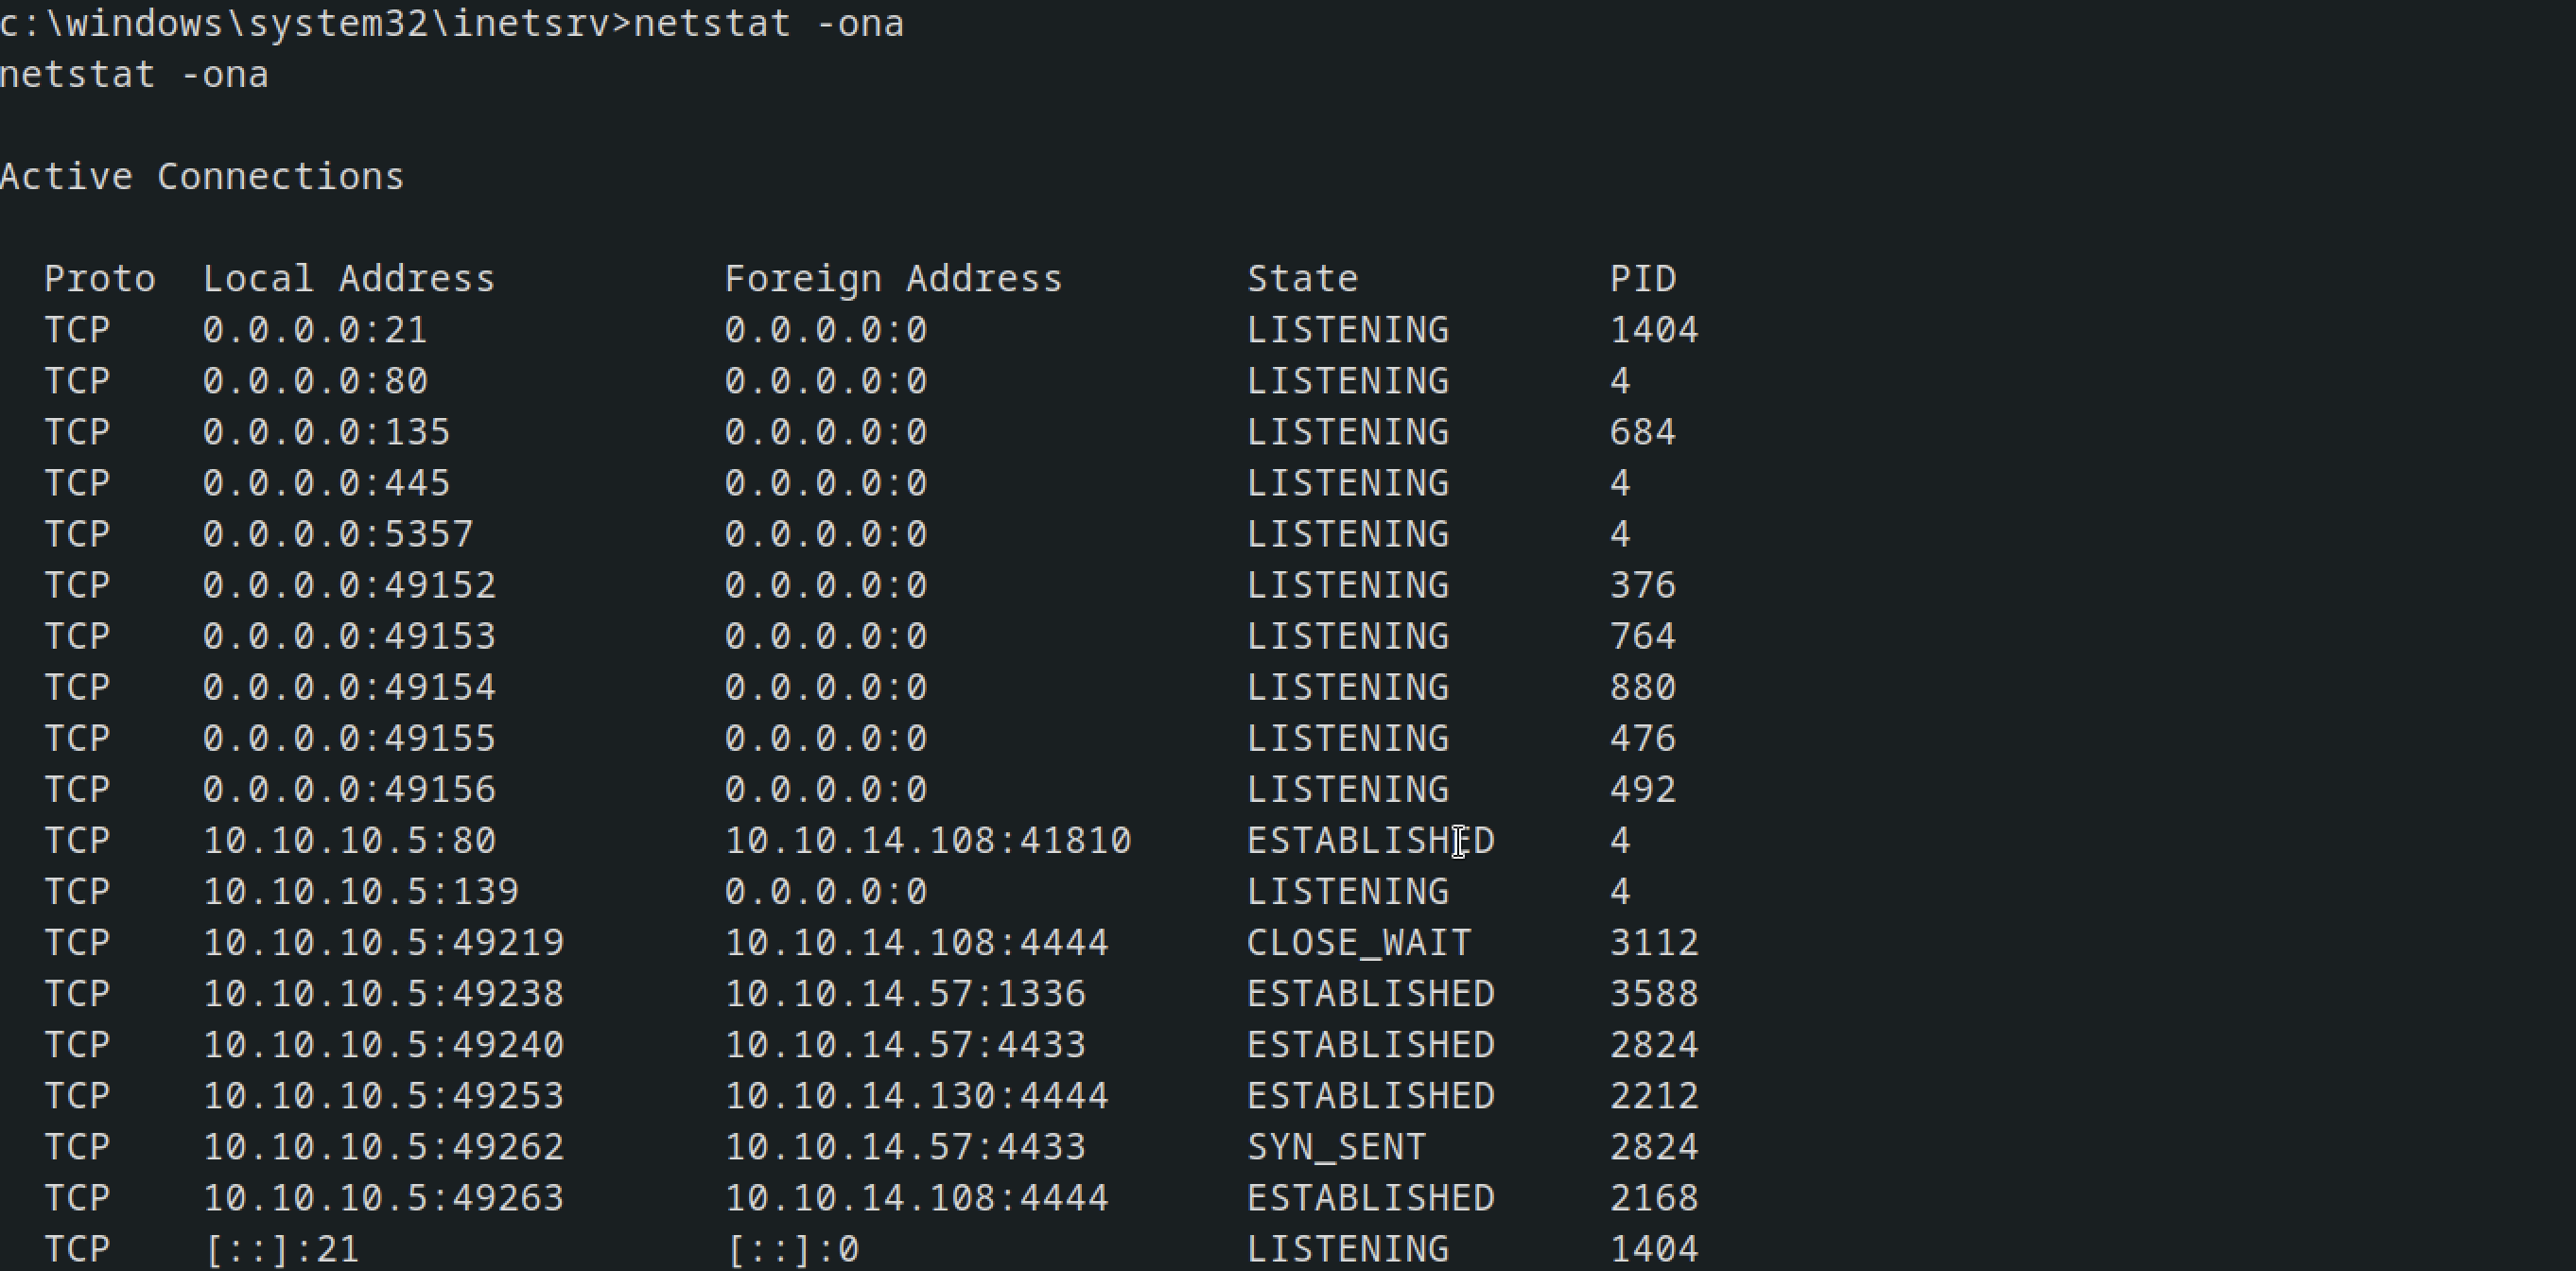 c:\windows\system32\inetsrv>netstat -ona
netstat -ona
Active Connections
Proto  Local Address          Foreign Address        State           PID
TCP    0.0.0.0:21             0.0.0.0:0              LISTENING       1404
TCP    0.0.0.0:80             0.0.0.0:0              LISTENING       4
TCP    0.0.0.0:135            0.0.0.0:0              LISTENING       684
TCP    0.0.0.0:445            0.0.0.0:0              LISTENING       4
TCP    0.0.0.0:5357           0.0.0.0:0              LISTENING       4
TCP    0.0.0.0:49152          0.0.0.0:0              LISTENING       376
TCP    0.0.0.0:49153          0.0.0.0:0              LISTENING       764
TCP    0.0.0.0:49154          0.0.0.0:0              LISTENING       880
TCP    0.0.0.0:49155          0.0.0.0:0              LISTENING       476
TCP    0.0.0.0:49156          0.0.0.0:0              LISTENING       492
TCP    10.10.10.5:80          10.10.14.108:41810     ESTABLISHED     4
TCP    10.10.10.5:139         0.0.0.0:0              LISTENING       4
TCP    10.10.10.5:49219       10.10.14.108:4444      CLOSE_WAIT      3112
TCP    10.10.10.5:49238       10.10.14.57:1336       ESTABLISHED     3588
TCP    10.10.10.5:49240       10.10.14.57:4433       ESTABLISHED     2824
TCP    10.10.10.5:49253       10.10.14.130:4444      ESTABLISHED     2212
TCP    10.10.10.5:49262       10.10.14.57:4433       SYN_SENT        2824
TCP    10.10.10.5:49263       10.10.14.108:4444      ESTABLISHED     2168
TCP    [::]:21                [::]:0                 LISTENING       1404